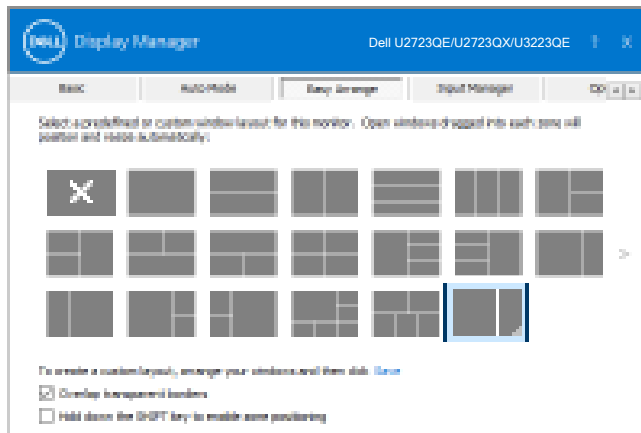 DELL Display Manager
Dell U2723QE/U2723QX/U3223QE ? X
Basic Auto Mode Easy Arrange Input Manager Op
Select a predefined or custom window layout for this monitor. Open windows dragged into each zone will
position and resize automatically:
To create a custom layout, arrange your windows and then click Save
Overlay transparent borders
Hold down the SHIFT key to enable zone positioning